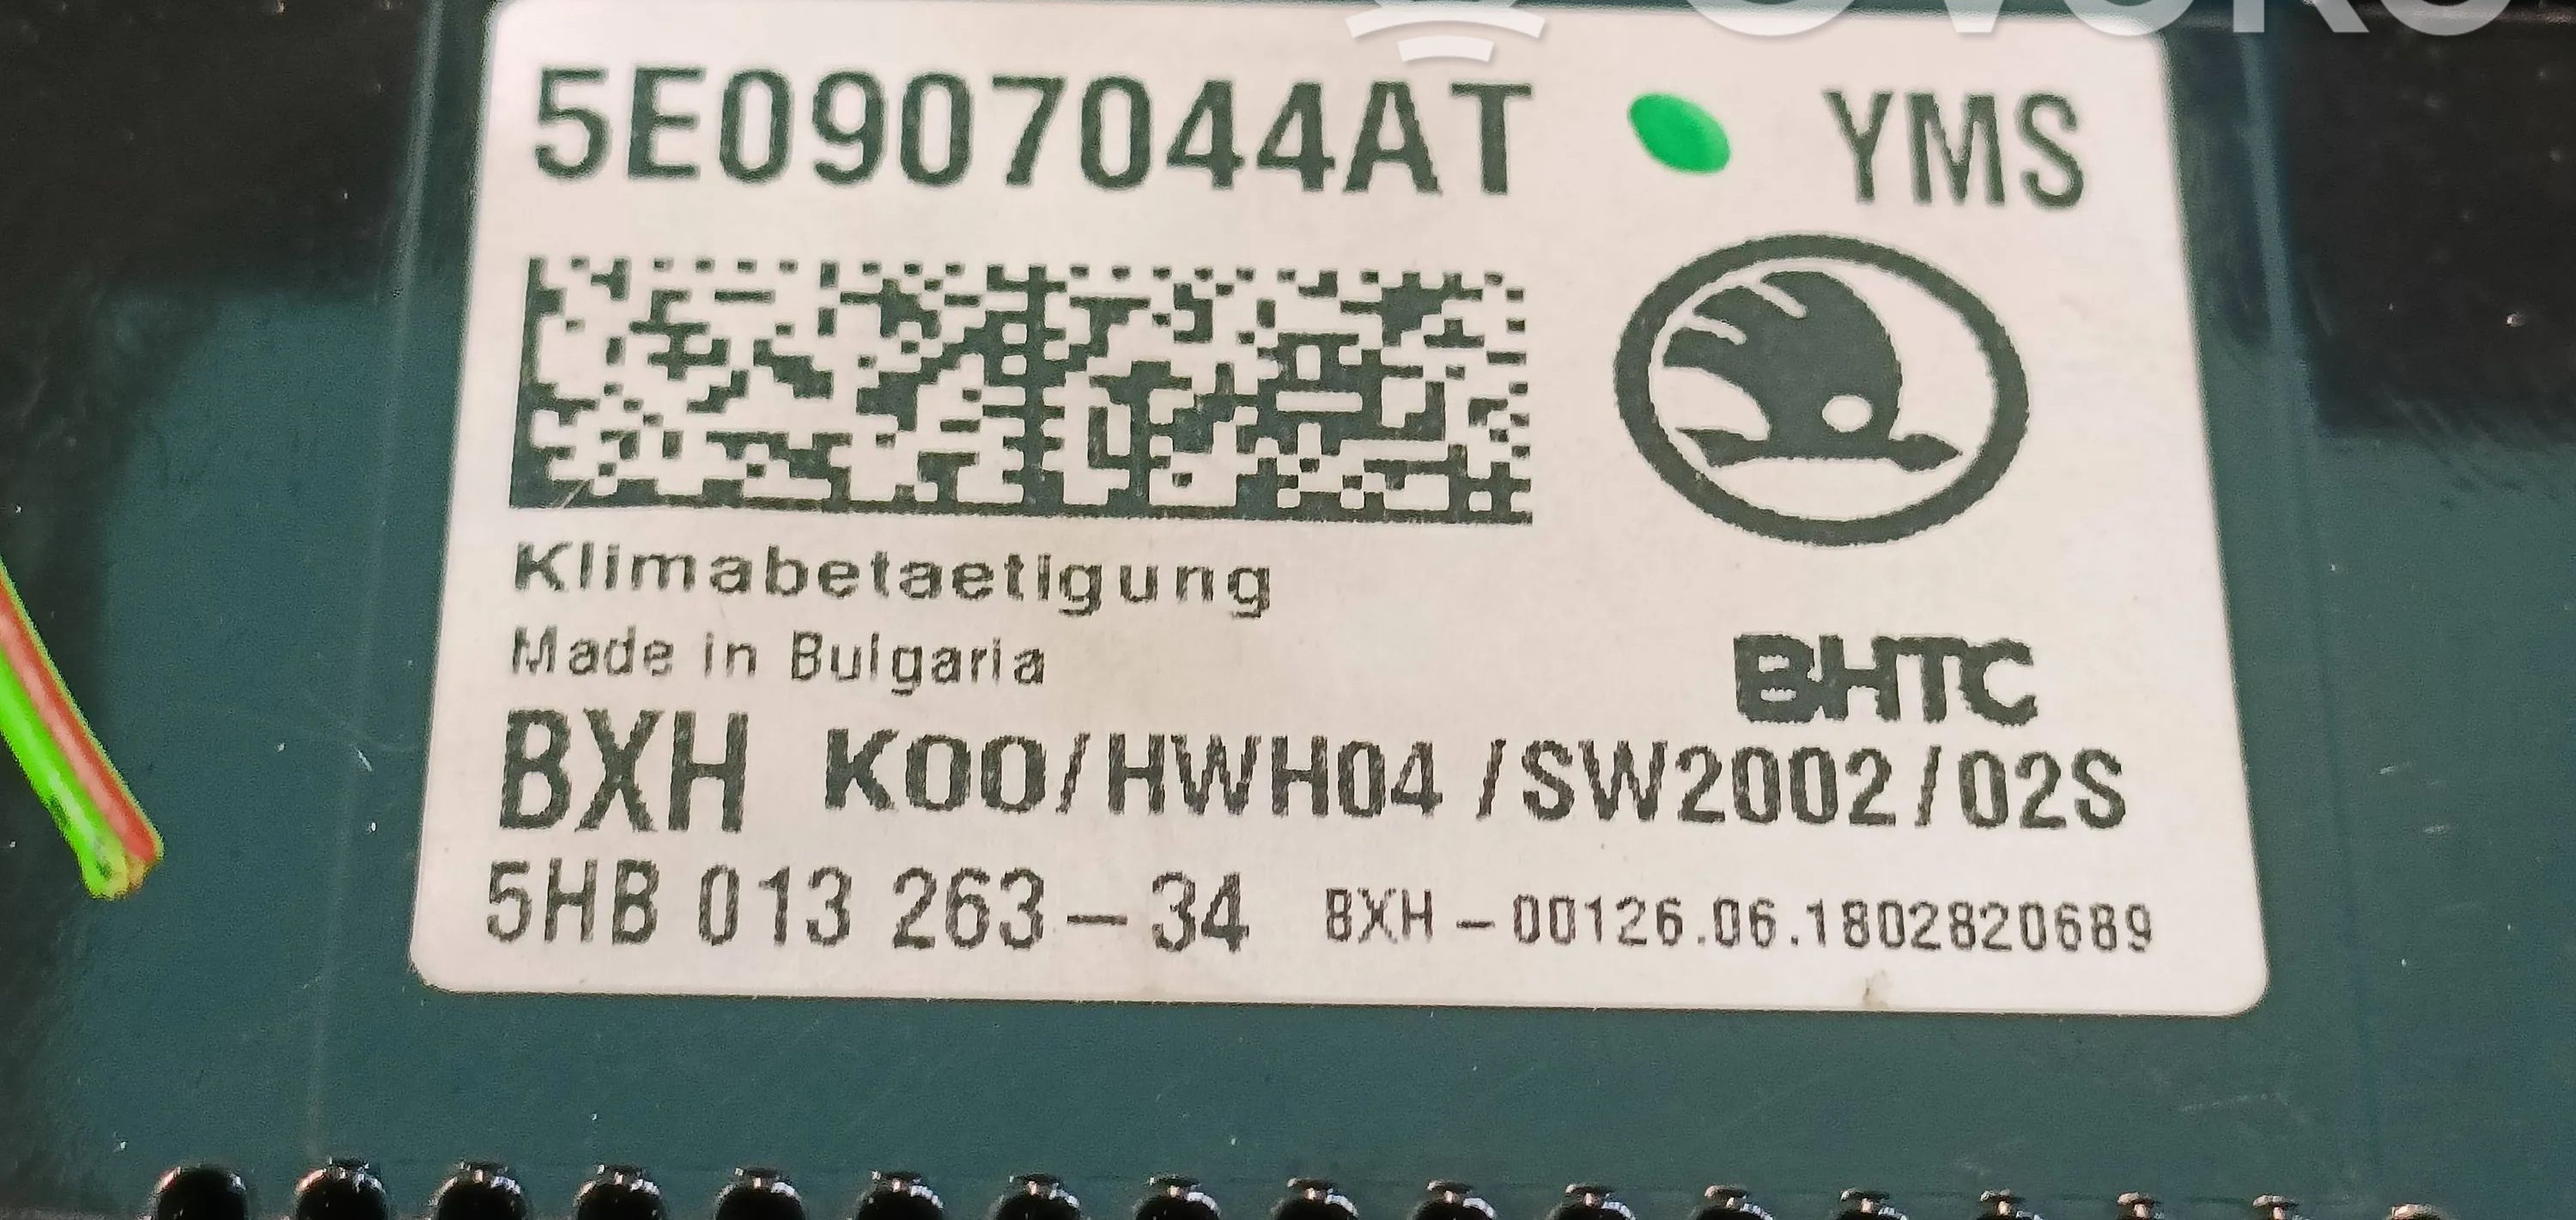 5E0907044AT YMS
Klimabetaetigung
Made in Bulgaria
BHTC
BXH K00/HWH04 /SW2002/02S
5HB 013 263-34 BXH-00126.06.1802820689